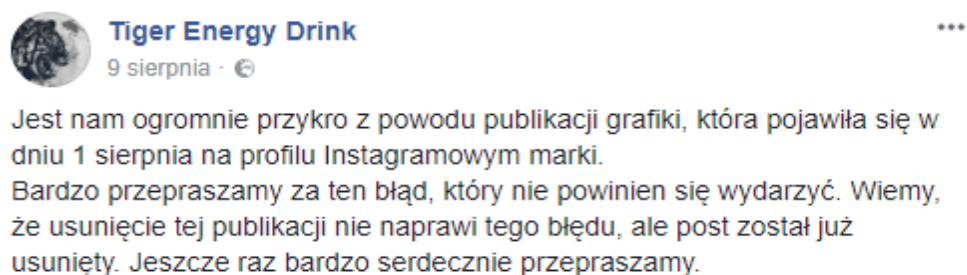 Tiger Energy Drink
9 sierpnia ·
Jest nam ogromnie przykro z powodu publikacji grafiki, która pojawiła się w
dniu 1 sierpnia na profilu Instagramowym marki.
Bardzo przepraszamy za ten błąd, który nie powinien się wydarzyć. Wiemy,
że usunięcie tej publikacji nie naprawi tego błędu, ale post został już
usunięty. Jeszcze raz bardzo serdecznie przepraszamy.